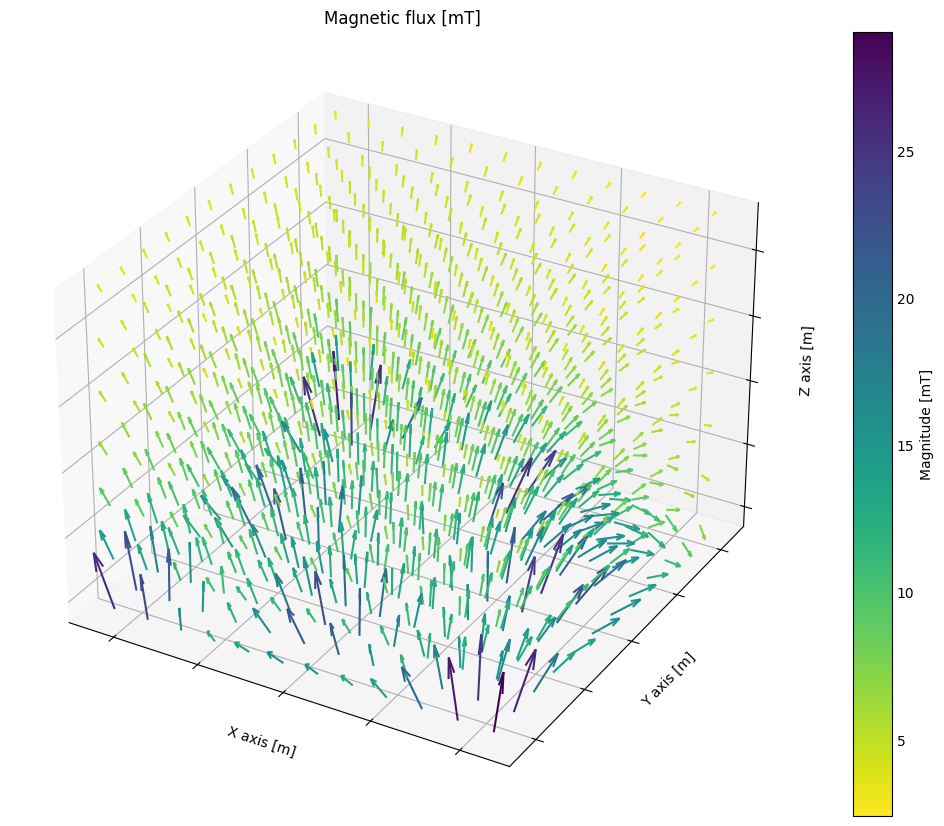 Magnetic flux [mT]
Z axis [m]
Y axis [m]
X axis [m]
25
20
15
10
5
Magnitude [mT]